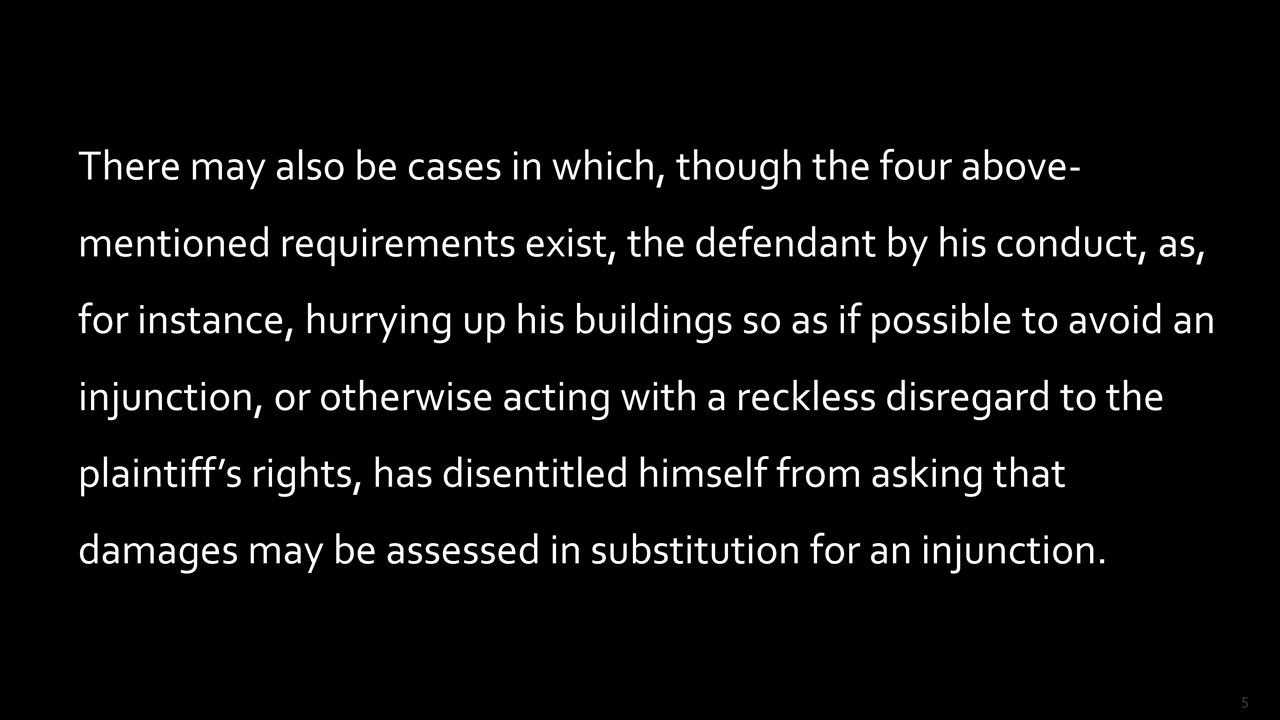 There may also be cases in which, though the four above-
mentioned requirements exist, the defendant by his conduct, as,
for instance, hurrying up his buildings so as if possible to avoid an
injunction, or otherwise acting with a reckless disregard to the
plaintiff’s rights, has disentitled himself from asking that
damages may be assessed in substitution for an injunction.
5